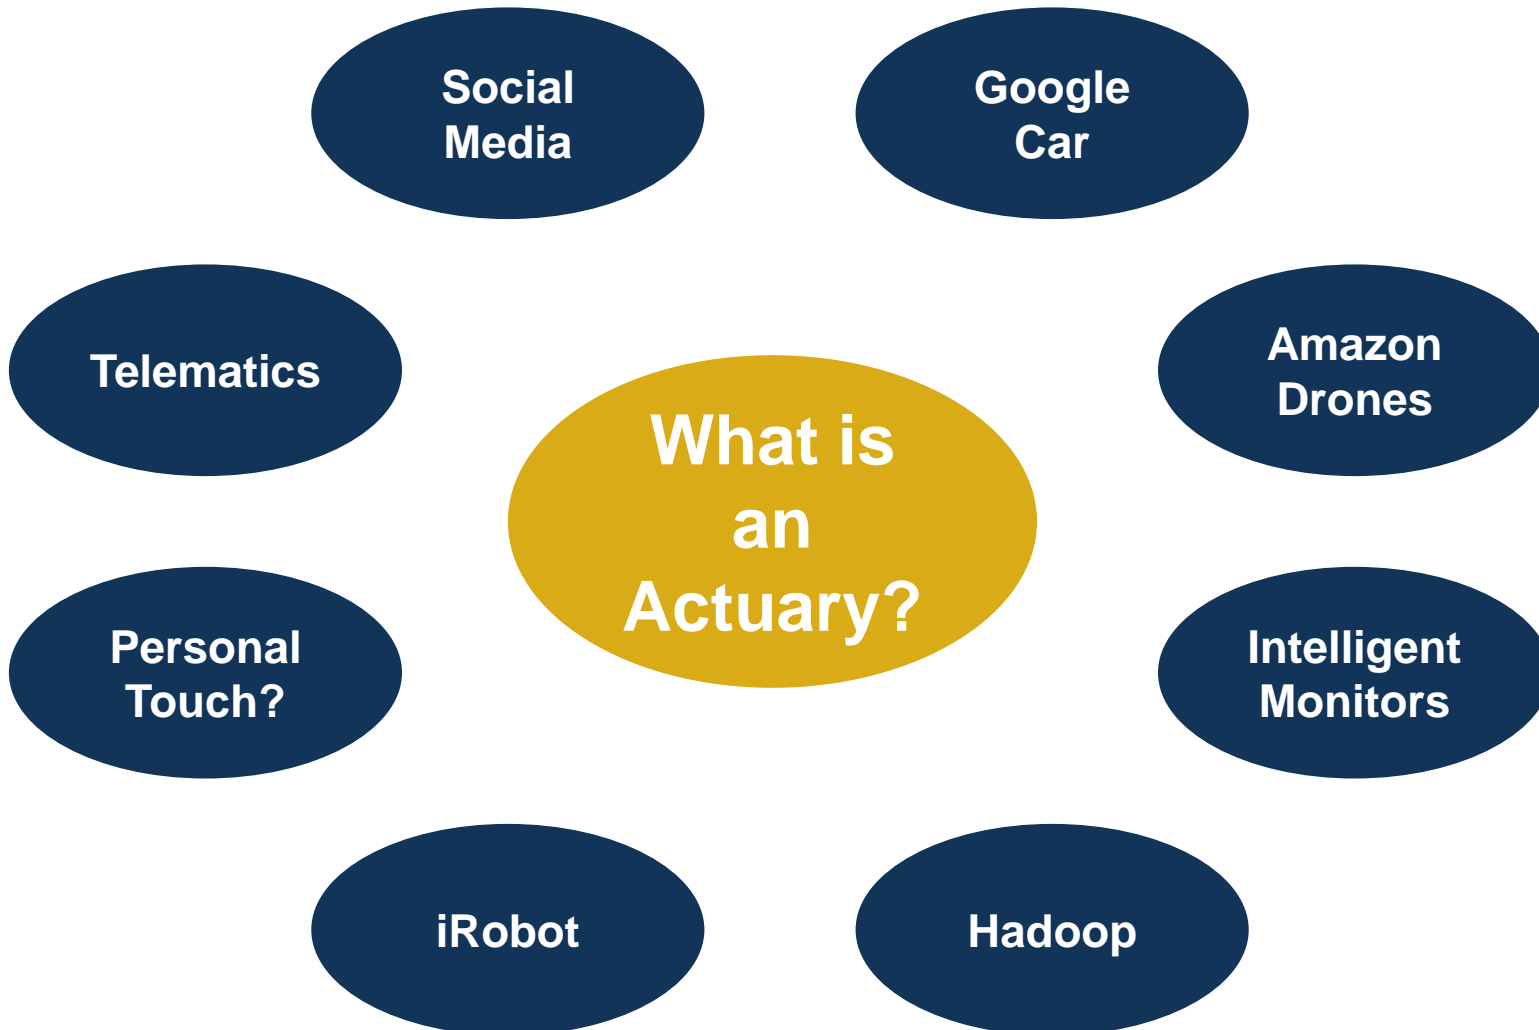 Social
Media
Google
Car
Telematics
Amazon
Drones
What is
an
Actuary?
Personal
Touch?
Intelligent
Monitors
iRobot
Hadoop